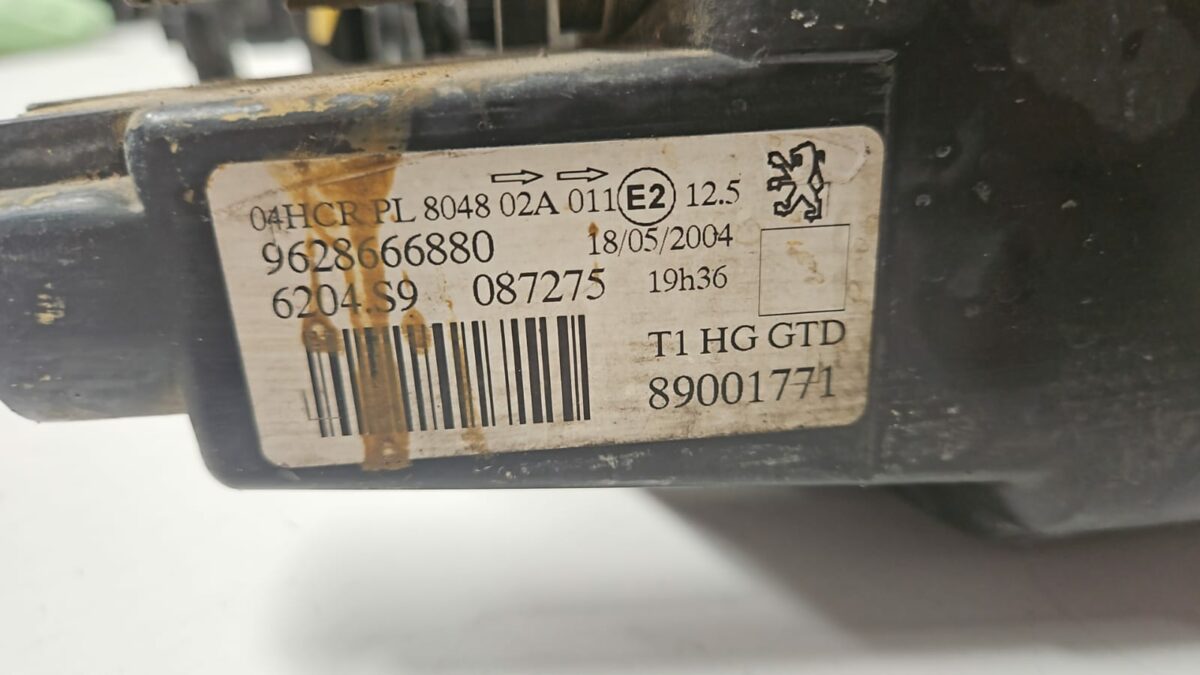 04HCR PL 8048 02A 011 E2 12.5
9628666880 18/05/2004
6204.S9 087275 19h36
T1 HG GTD
89001771